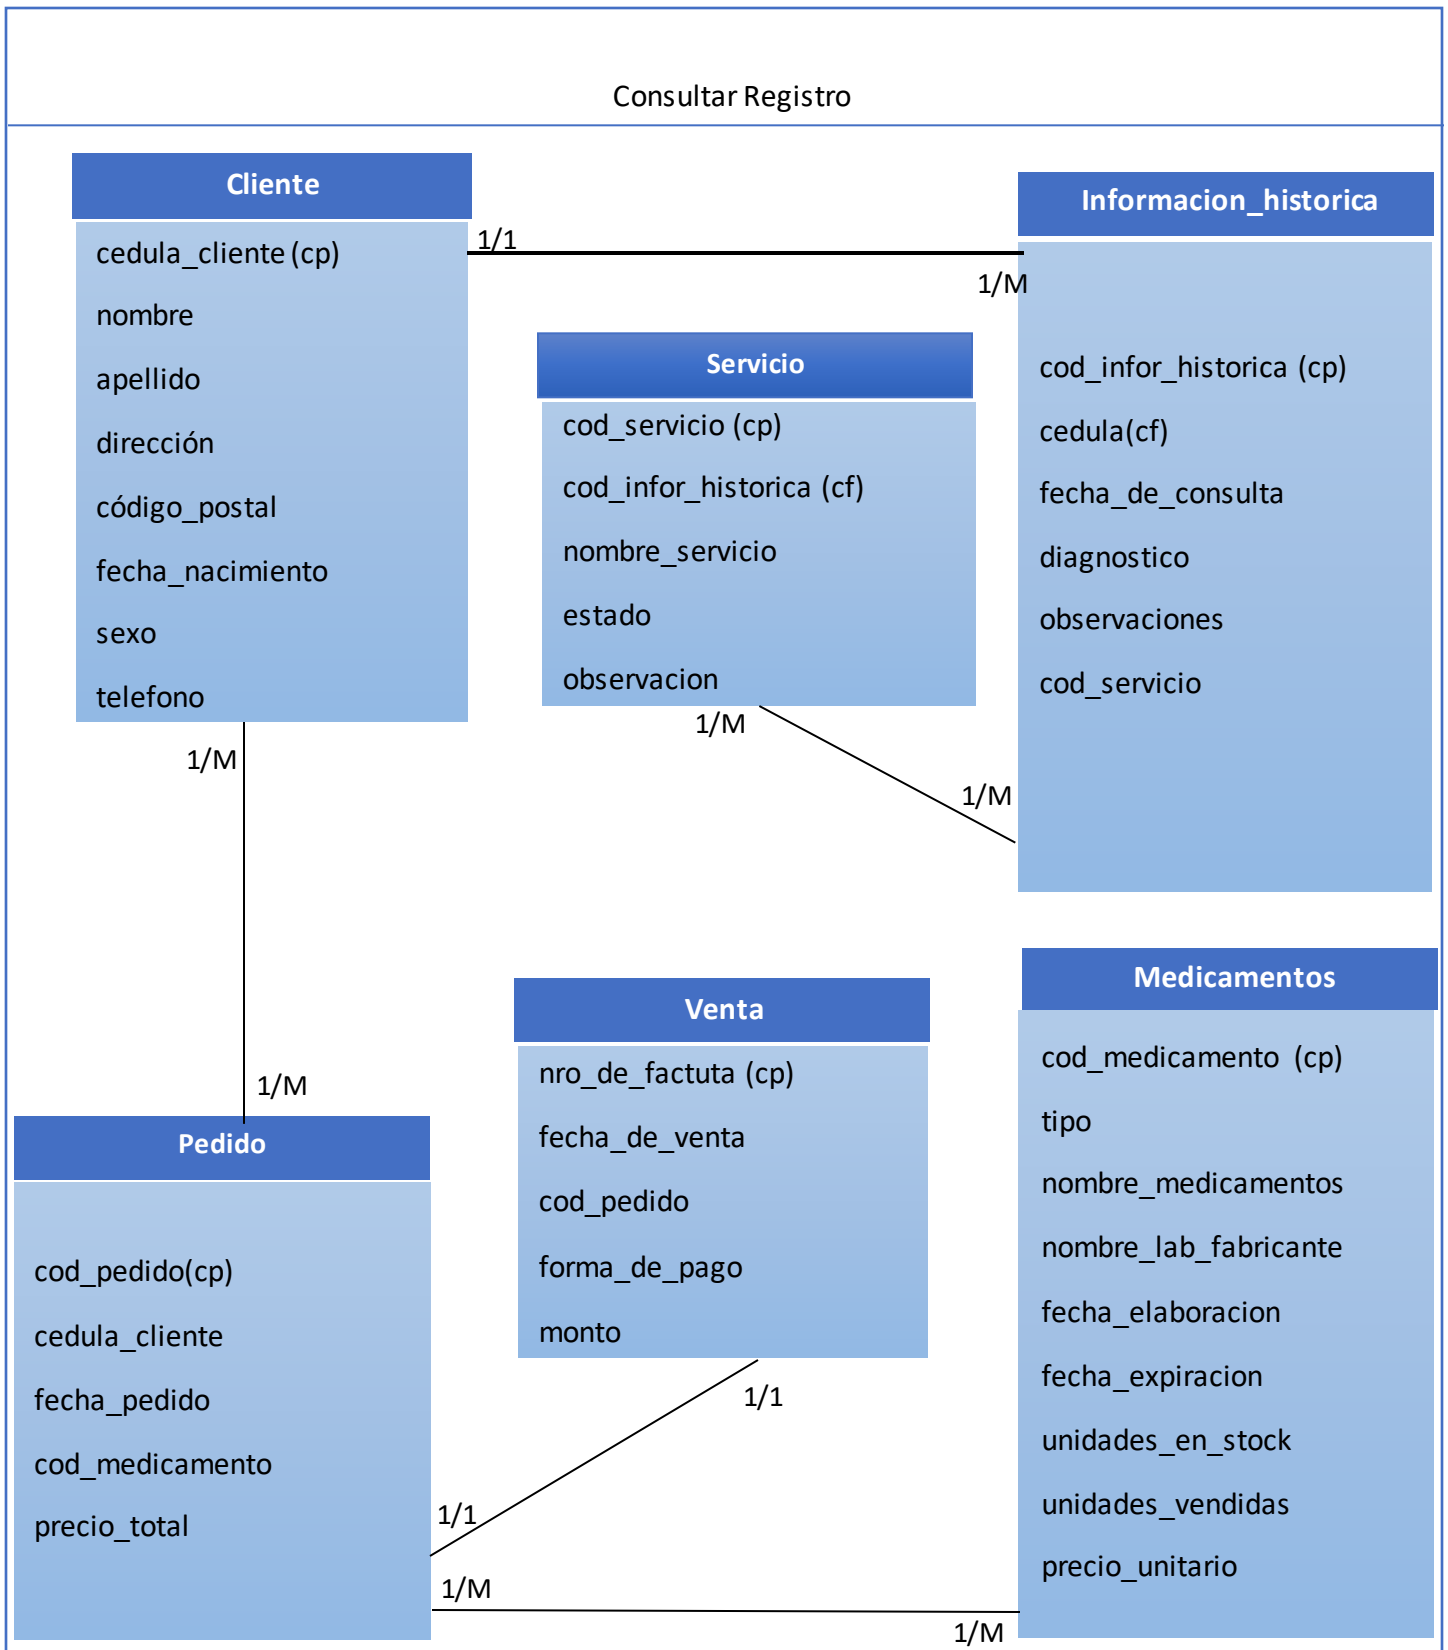 Consultar Registro
Cliente
cedula_cliente (cp)
nombre
apellido
dirección
código_postal
fecha_nacimiento
sexo
telefono
1/1
1/M
Informacion_historica
cod_infor_historica (cp)
cedula(cf)
fecha_de_consulta
diagnostico
observaciones
cod_servicio
Servicio
cod_servicio (cp)
cod_infor_historica (cf)
nombre_servicio
estado
observacion
1/M
1/M
1/M
1/M
Pedido
cod_pedido(cp)
cedula_cliente
fecha_pedido
cod_medicamento
precio_total
Venta
nro_de_factuta (cp)
fecha_de_venta
cod_pedido
forma_de_pago
monto
1/1
1/1
1/M
1/M
Medicamentos
cod_medicamento (cp)
tipo
nombre_medicamentos
nombre_lab_fabricante
fecha_elaboracion
fecha_expiracion
unidades_en_stock
unidades_vendidas
precio_unitario